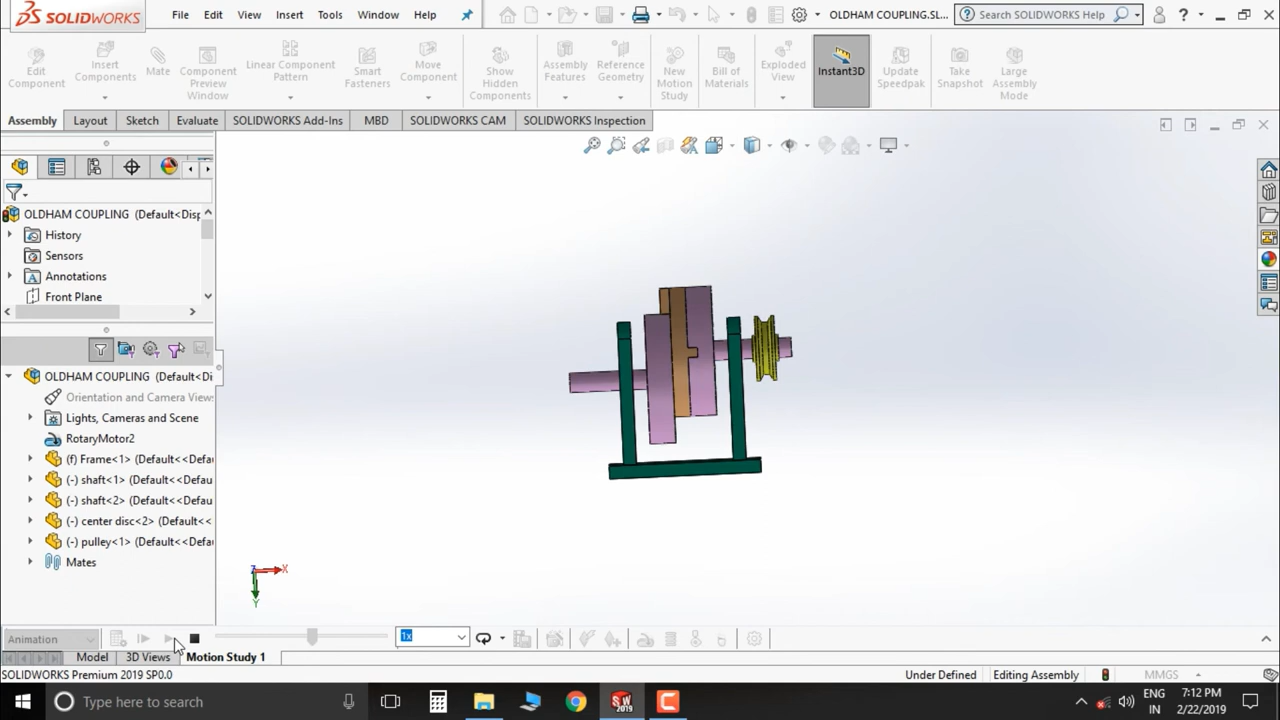 SOLIDWORKS File Edit View Insert Tools Window Help OLDHAM COUPLING.SL... Search SOLIDWORKS Help ?
Edit Component
Insert Components
Mate
Component Preview Window
Linear Component Pattern
Smart Fasteners
Move Component
Show Hidden Components
Assembly Features
Reference Geometry
New Motion Study
Bill of Materials
Exploded View
Instant3D
Update Speedpak
Take Snapshot
Large Assembly Mode
Assembly Layout Sketch Evaluate SOLIDWORKS Add-Ins MBD SOLIDWORKS CAM SOLIDWORKS Inspection
OLDHAM COUPLING (Default<Disp
History
Sensors
Annotations
Front Plane
OLDHAM COUPLING (Default<Di
Orientation and Camera Views
Lights, Cameras and Scene
RotaryMotor2
(f) Frame<1> (Default<<Defau
(-) shaft<1> (Default<<Defau
(-) shaft<2> (Default<<Defau
(-) center disc<2> (Default<<
(-) pulley<1> (Default<<Defau
Mates
Z X
Y
Animation 1x
Model 3D Views Motion Study 1
SOLIDWORKS Premium 2019 SP0.0 Under Defined Editing Assembly MMGS
Type here to search SW 2019 ENG IN 7:12 PM 2/22/2019